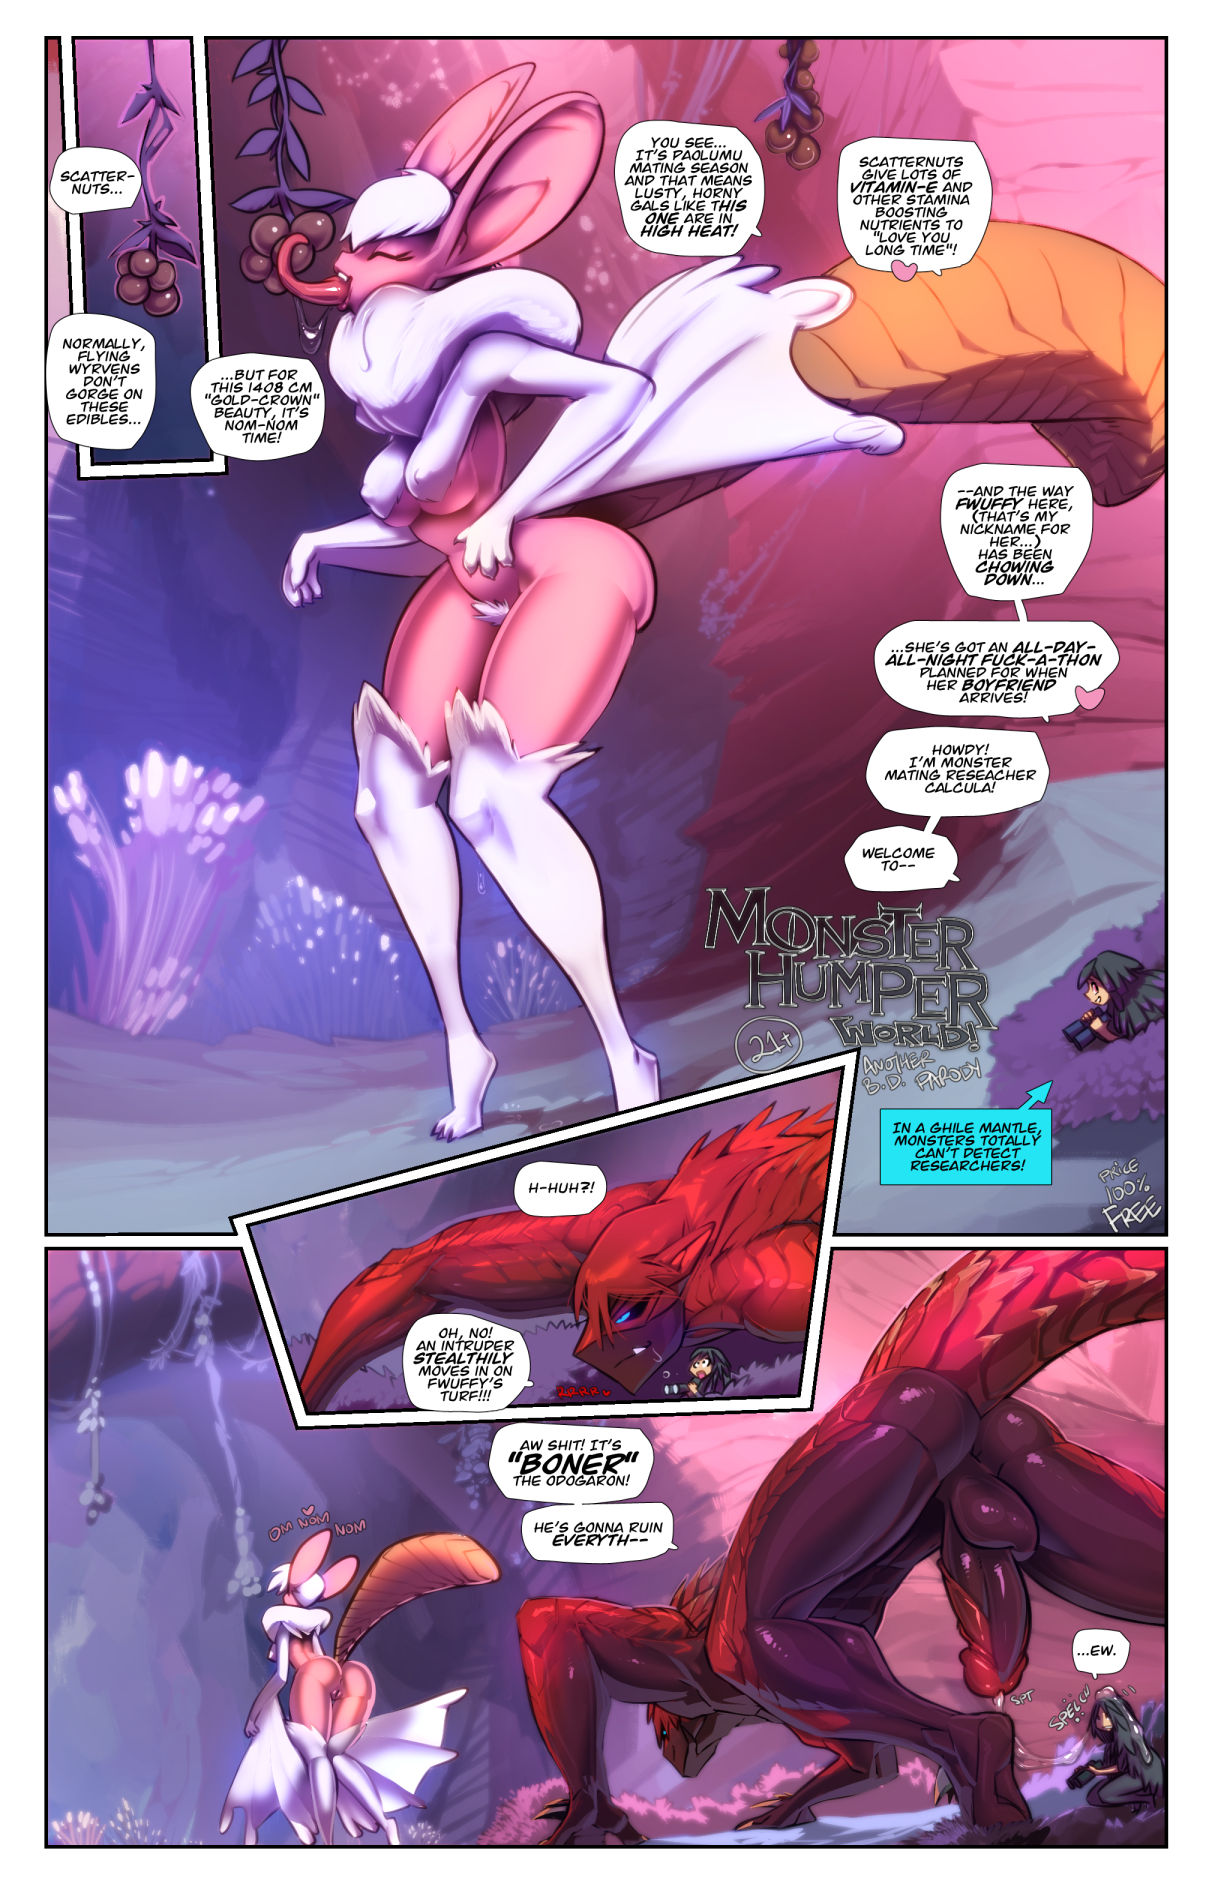 SCATTER-
NUTS...
NORMALLY,
FLYING
WYRVENS
DON'T
GORGE ON
THESE
EDIBLES...
...BUT FOR
THIS 1408 CM
"GOLD-CROWN"
BEAUTY, IT'S
NOM-NOM
TIME!
YOU SEE...
IT'S PAOLUMU
MATING SEASON
AND THAT MEANS
LUSTY, HORNY
GALS LIKE THIS
ONE ARE IN
HIGH HEAT!
SCATTERNUTS
GIVE LOTS OF
VITAMIN-E AND
OTHER STAMINA
BOOSTING
NUTRIENTS TO
"LOVE YOU
LONG TIME"!
--AND THE WAY
FWUFFY HERE,
(THAT'S MY
NICKNAME FOR
HER...)
HAS BEEN
CHOWING
DOWN...
...SHE'S GOT AN ALL-DAY-
ALL-NIGHT FUCK-A-THON
PLANNED FOR WHEN
HER BOYFRIEND
ARRIVES!
HOWDY!
I'M MONSTER
MATING RESEACHER
CALCULA!
WELCOME
TO--
MONSTER
HUMPER
WORLD!
21+
ANOTHER
B.D. PARODY
IN A GHILE MANTLE,
MONSTERS TOTALLY
CAN'T DETECT
RESEARCHERS!
PRICE
100%
FREE
H-HUH?!
OH, NO!
AN INTRUDER
STEALTHILY
MOVES IN ON
FWUFFY'S
TURF!!!
RRRRR
AW SHIT! IT'S
"BONER"
THE ODOGARON!
HE'S GONNA RUIN
EVERYTH--
OM NOM NOM
...EW.
SPT
SPELCH